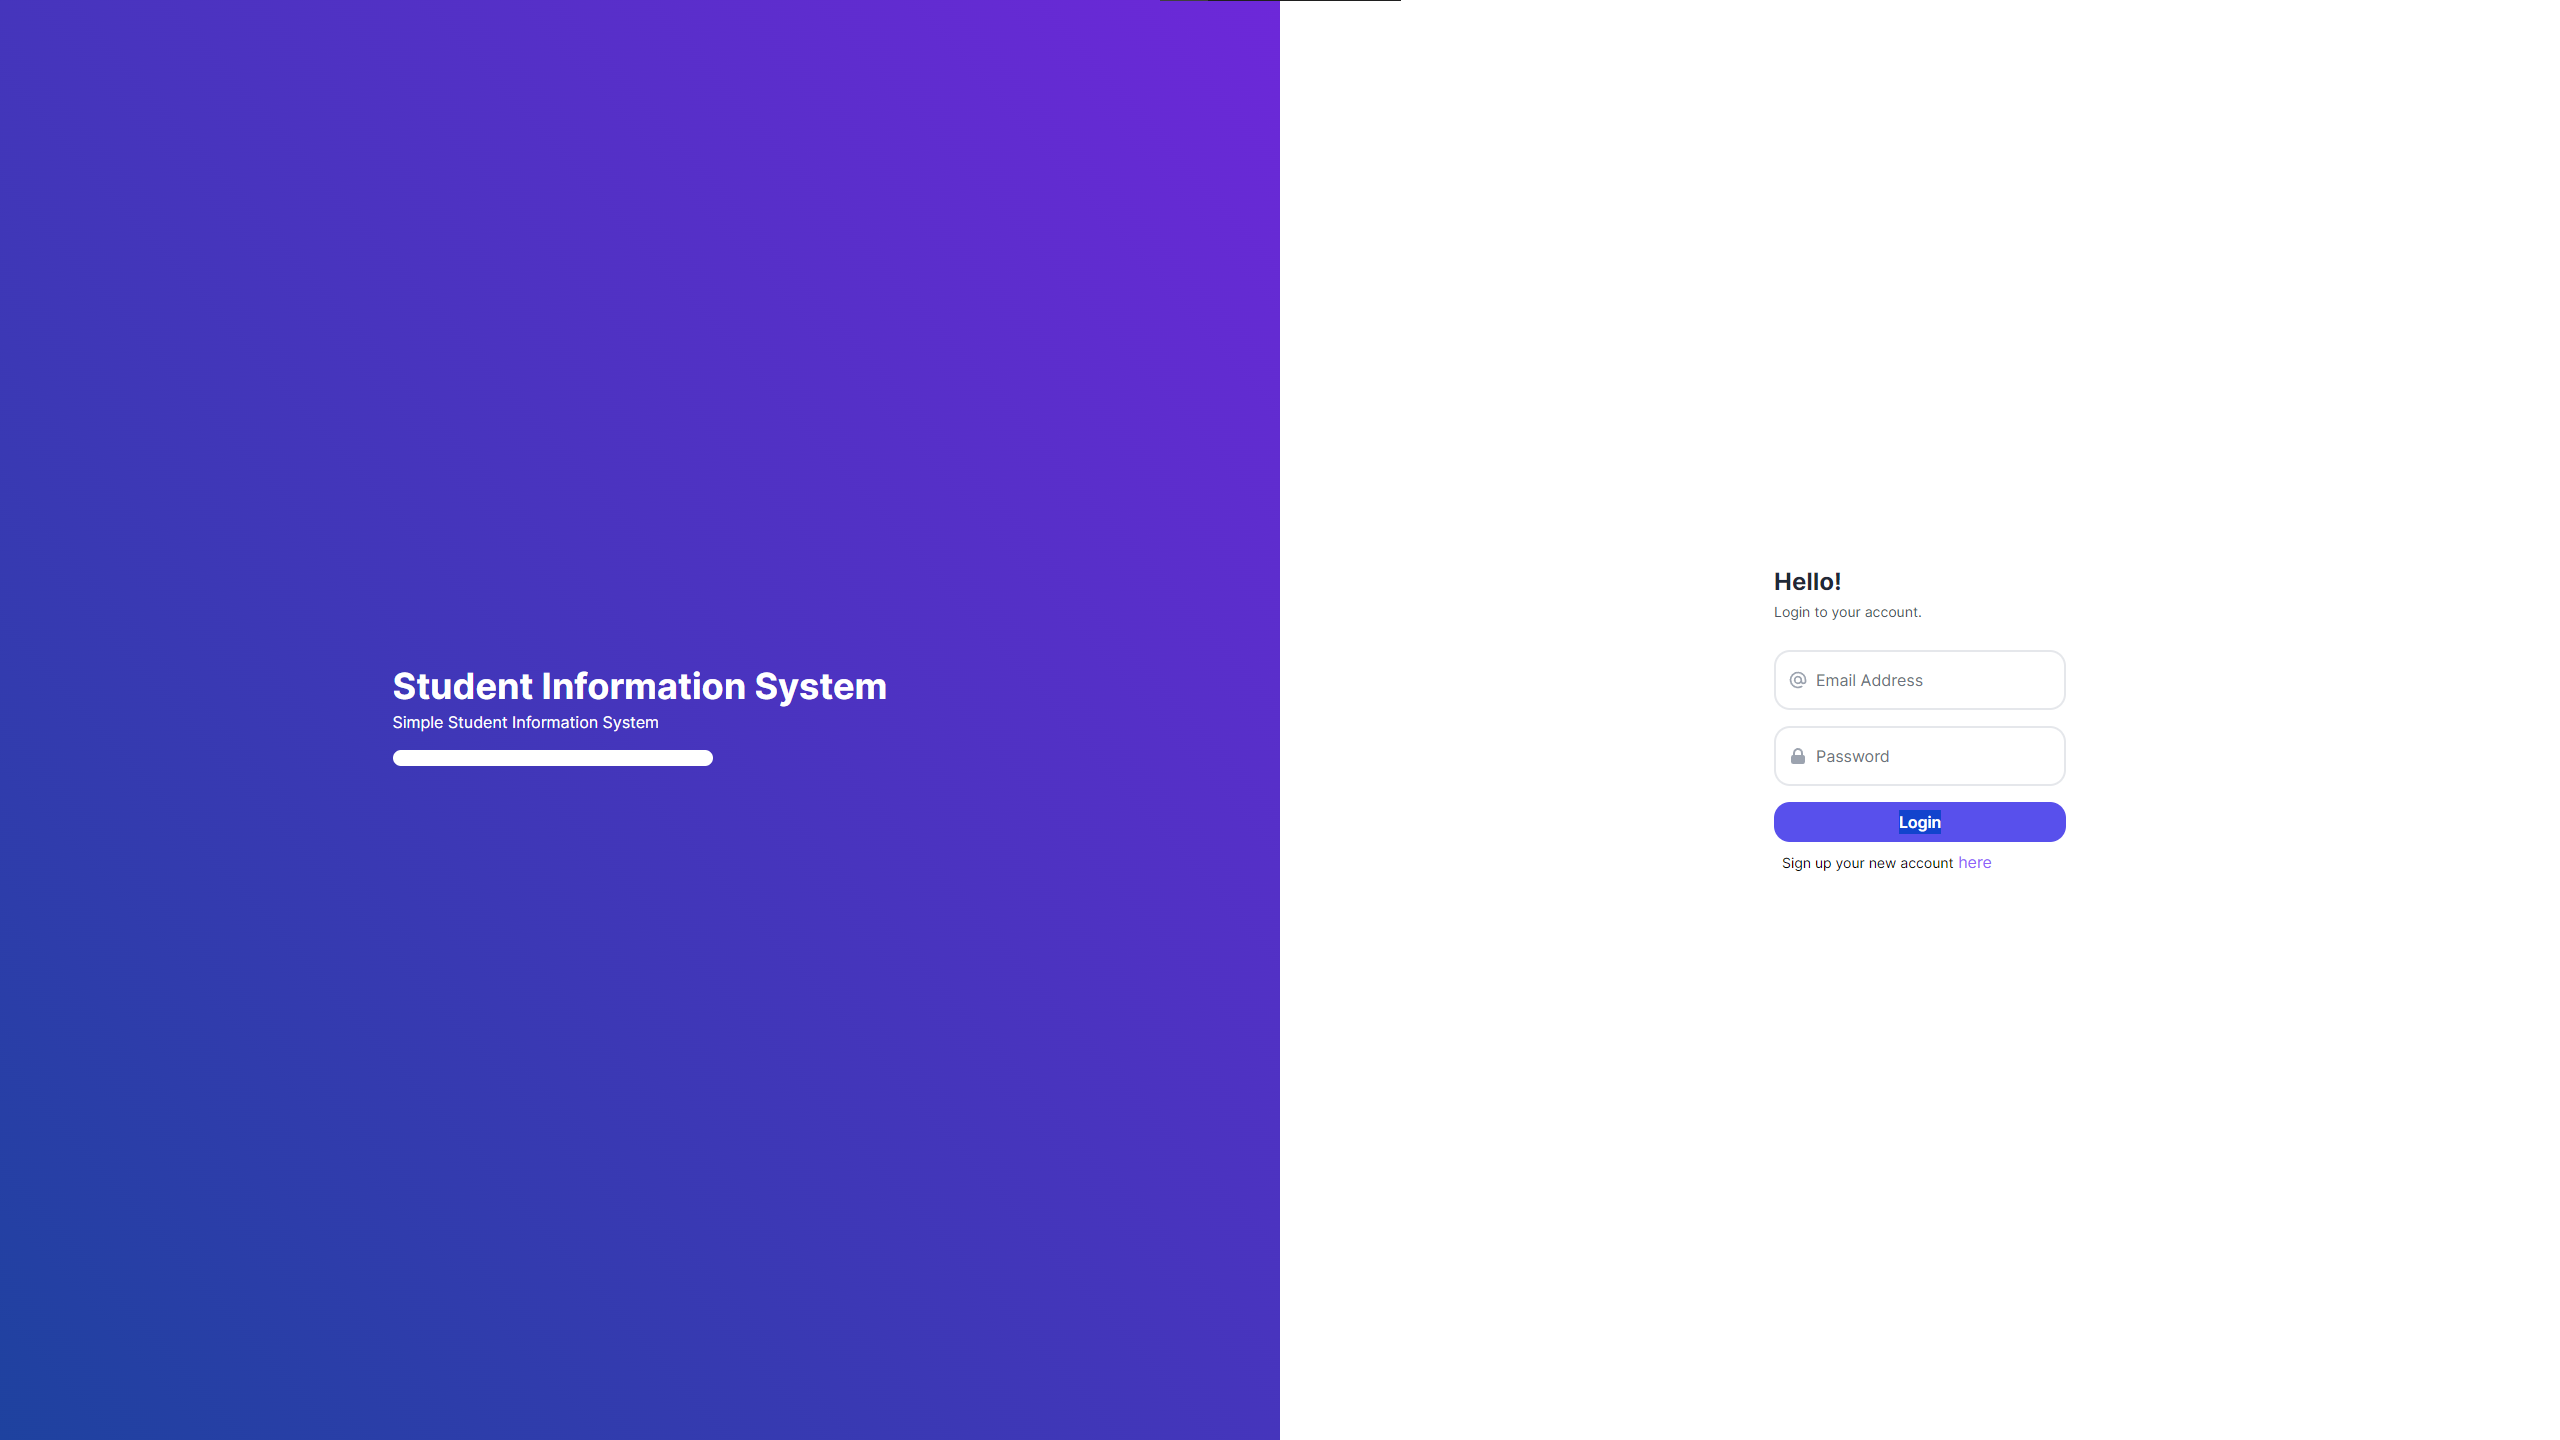 Student Information System
Simple Student Information System
Hello!
Login to your account.
Email Address
Password
Login
Sign up your new account here